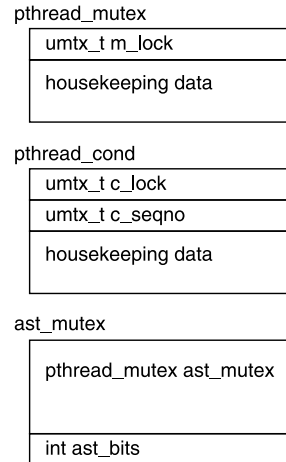 pthread_mutex
umtx_t m_lock
housekeeping data
pthread_cond
umtx_t c_lock
umtx_t c_seqno
housekeeping data
ast_mutex
pthread_mutex ast_mutex
int ast_bits